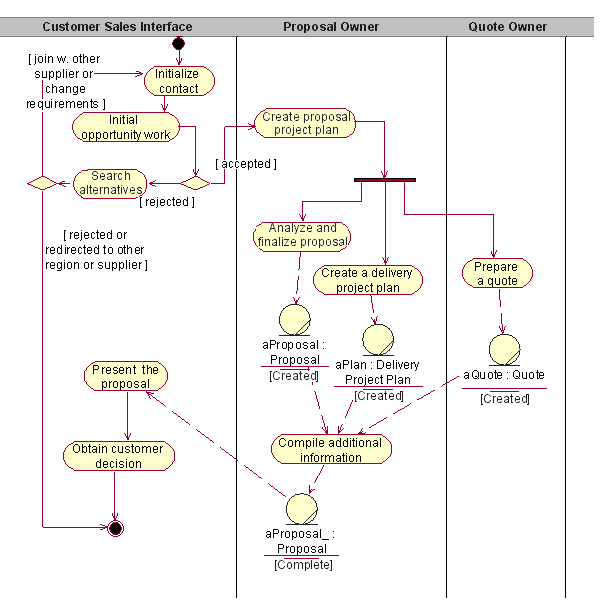 Customer Sales Interface
Proposal Owner
Quote Owner
[ join w. other
supplier or
change
requirements ]
Initialize
contact
Initial
opportunity work
Create proposal
project plan
[ accepted ]
Search
alternatives
[ rejected ]
[ rejected or
redirected to other
region or supplier ]
Analyze and
finalize proposal
Create a delivery
project plan
Prepare
a quote
aProposal :
Proposal
[Created]
aPlan : Delivery
Project Plan
[Created]
aQuote : Quote
[Created]
Present the
proposal
Obtain customer
decision
Compile additional
information
aProposal_ :
Proposal
[Complete]